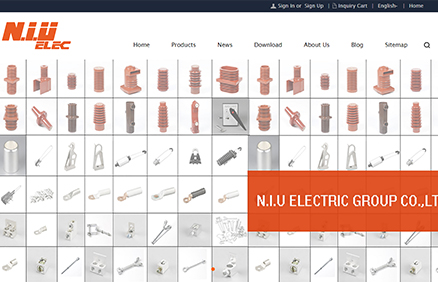 Sign In or Sign Up | Inquiry Cart | English | Home
N.I.U
ELEC
Home Products News Download About Us Blog Sitemap
N.I.U ELECTRIC GROUP CO.,LT